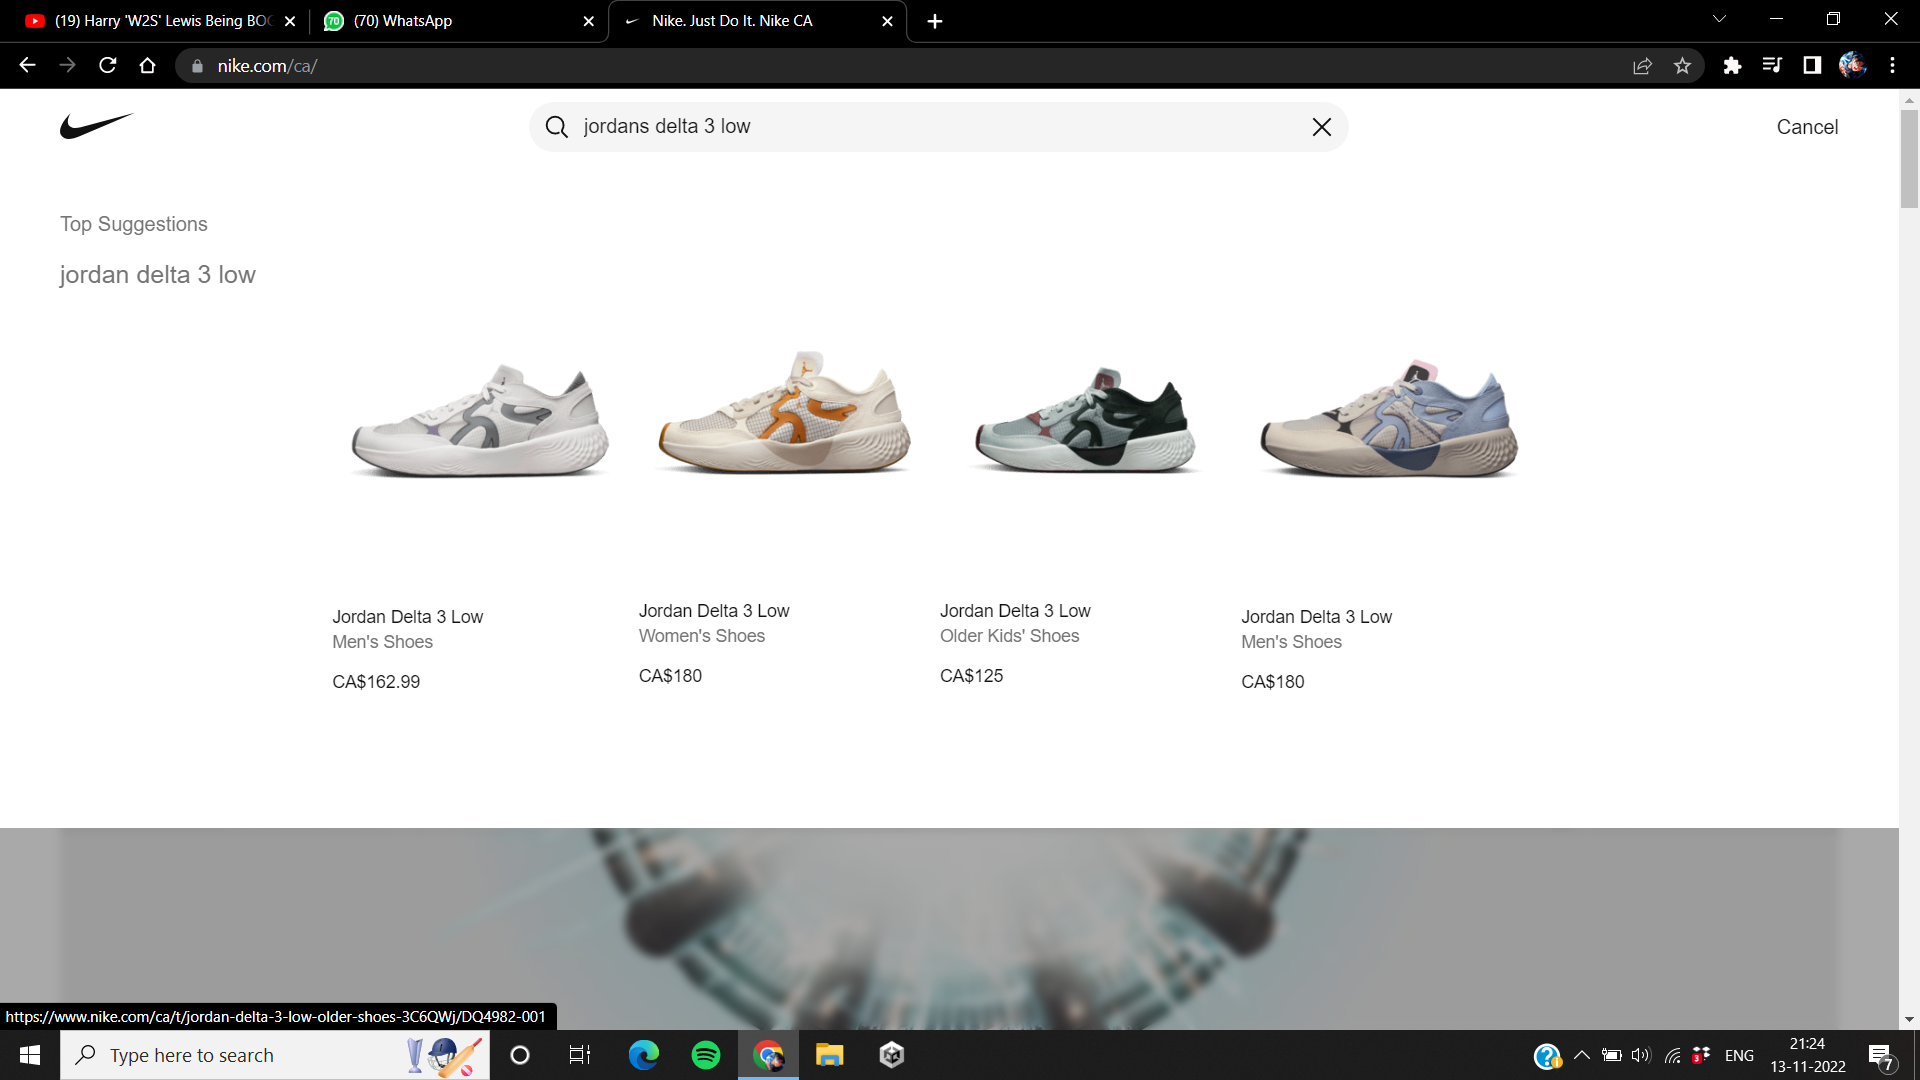 (19) Harry 'W2S' Lewis Being BOO
(70) WhatsApp
Nike. Just Do It. Nike CA
nike.com/ca/
jordans delta 3 low
Cancel
Top Suggestions
jordan delta 3 low
Jordan Delta 3 Low
Men's Shoes
CA$162.99
Jordan Delta 3 Low
Women's Shoes
CA$180
Jordan Delta 3 Low
Older Kids' Shoes
CA$125
Jordan Delta 3 Low
Men's Shoes
CA$180
https://www.nike.com/ca/t/jordan-delta-3-low-older-shoes-3C6QWj/DQ4982-001
Type here to search
ENG
21:24
13-11-2022
7